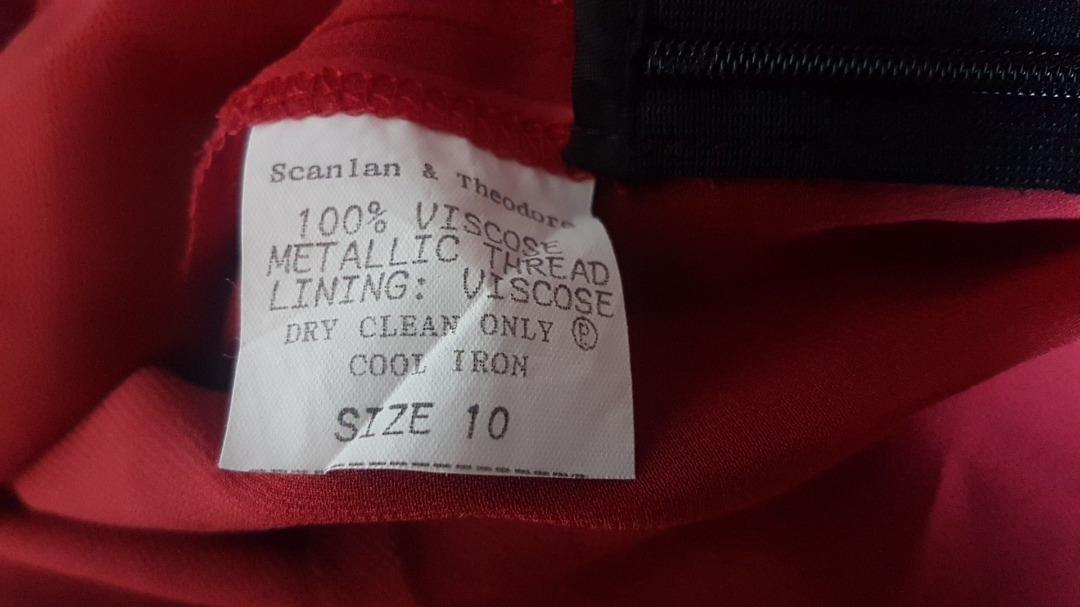 Scanlan & Theodore
100% VISCOSE
METALLIC THREAD
LINING: VISCOSE
DRY CLEAN ONLY Ⓟ
COOL IRON
SIZE 10